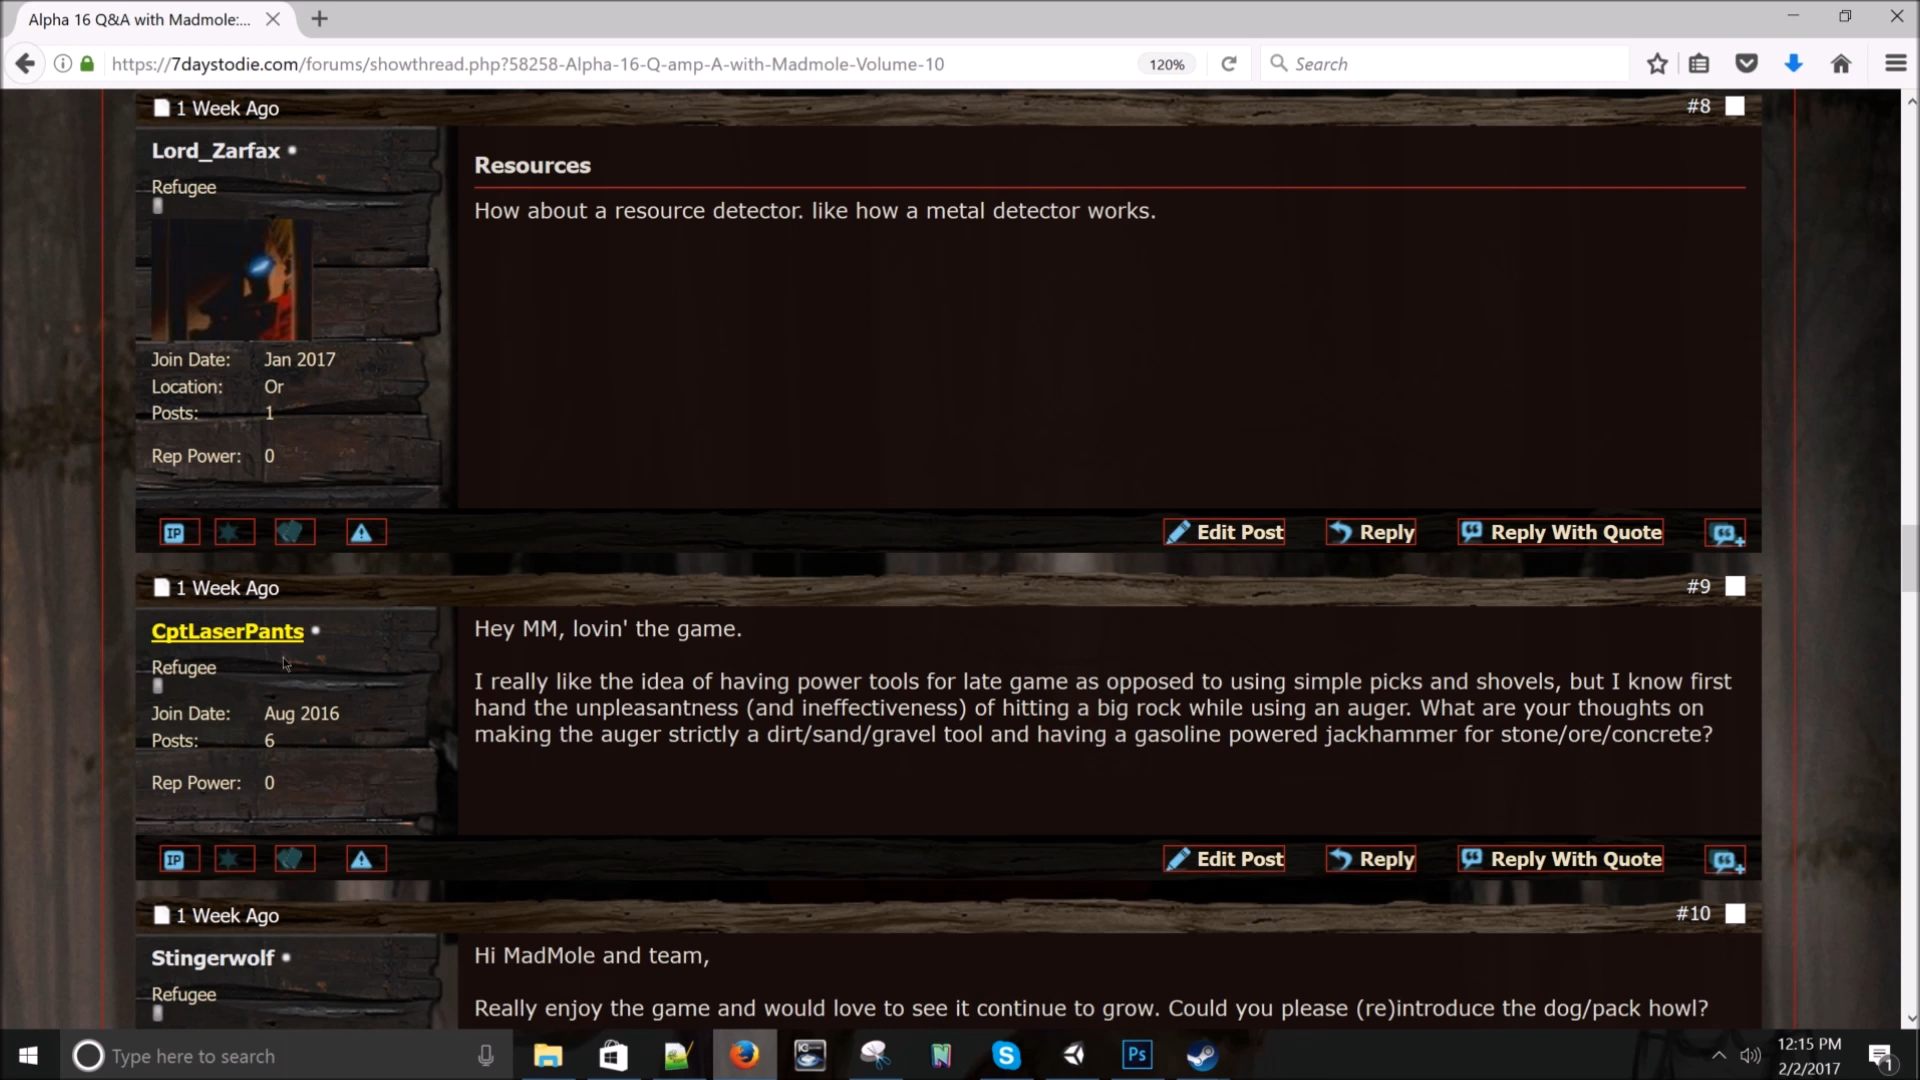 Alpha 16 Q&A with Madmole:...
https://7daystodie.com/forums/showthread.php?58258-Alpha-16-Q-amp-A-with-Madmole-Volume-10
120%
Search
1 Week Ago
#8
Lord_Zarfax
Refugee
Join Date: Jan 2017
Location: Or
Posts: 1
Rep Power: 0
Resources
How about a resource detector. like how a metal detector works.
IP
Edit Post
Reply
Reply With Quote
1 Week Ago
#9
CptLaserPants
Refugee
Join Date: Aug 2016
Posts: 6
Rep Power: 0
Hey MM, lovin' the game.
I really like the idea of having power tools for late game as opposed to using simple picks and shovels, but I know first
hand the unpleasantness (and ineffectiveness) of hitting a big rock while using an auger. What are your thoughts on
making the auger strictly a dirt/sand/gravel tool and having a gasoline powered jackhammer for stone/ore/concrete?
IP
Edit Post
Reply
Reply With Quote
1 Week Ago
#10
Stingerwolf
Refugee
Hi MadMole and team,
Really enjoy the game and would love to see it continue to grow. Could you please (re)introduce the dog/pack howl?
Type here to search
Ps
12:15 PM
2/2/2017
1